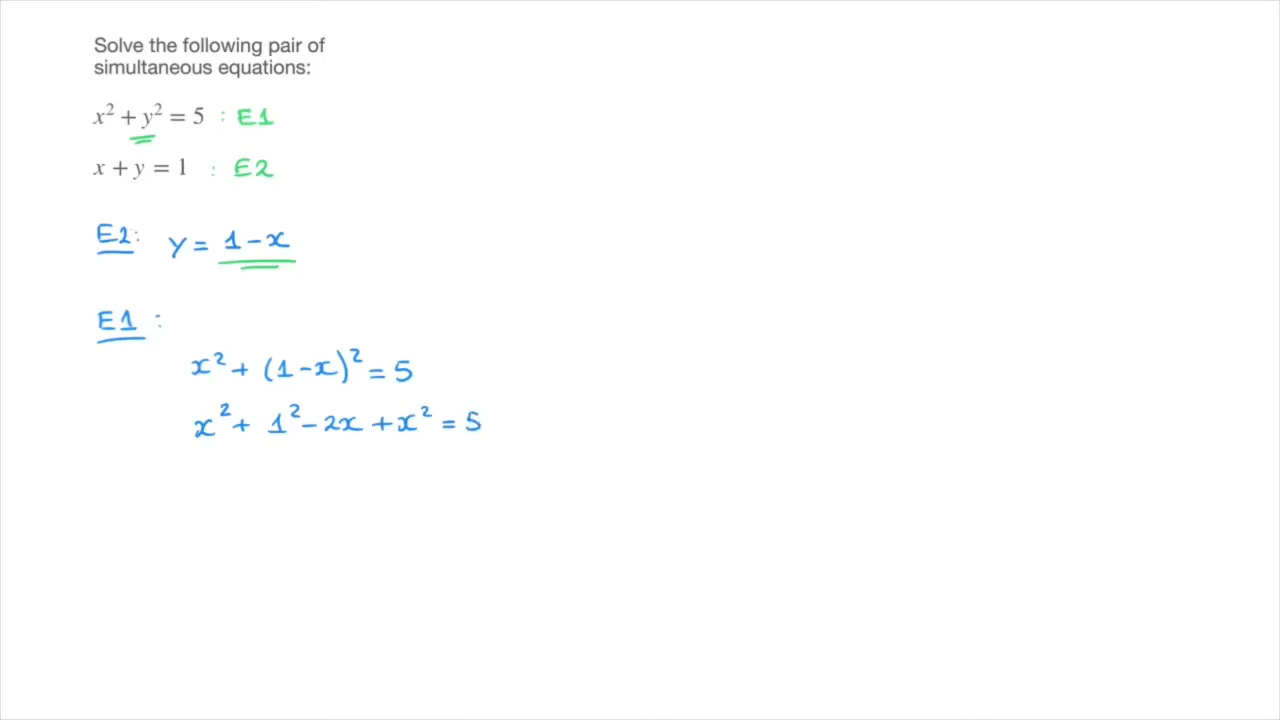 Solve the following pair of
simultaneous equations:
x² + y² = 5 : E1
x + y = 1 : E2
E2: y = 1 - x
E1 :
x² + (1 - x)² = 5
x² + 1² - 2x + x² = 5